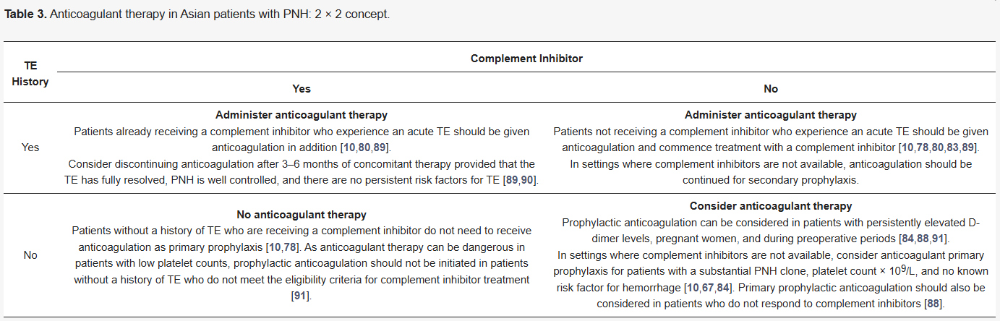 Table 3. Anticoagulant therapy in Asian patients with PNH: 2 × 2 concept.
TE
History
Complement Inhibitor
Yes
No
Yes
Administer anticoagulant therapy
Patients already receiving a complement inhibitor who experience an acute TE should be given
anticoagulation in addition [10,80,89].
Consider discontinuing anticoagulation after 3–6 months of concomitant therapy provided that the
TE has fully resolved, PNH is well controlled, and there are no persistent risk factors for TE [89,90].
Administer anticoagulant therapy
Patients not receiving a complement inhibitor who experience an acute TE should be given
anticoagulation and commence treatment with a complement inhibitor [10,78,80,83,89].
In settings where complement inhibitors are not available, anticoagulation should be
continued for secondary prophylaxis.
No
No anticoagulant therapy
Patients without a history of TE who are receiving a complement inhibitor do not need to receive
anticoagulation as primary prophylaxis [10,78]. As anticoagulant therapy can be dangerous in
patients with low platelet counts, prophylactic anticoagulation should not be initiated in patients
without a history of TE who do not meet the eligibility criteria for complement inhibitor treatment
[91].
Consider anticoagulant therapy
Prophylactic anticoagulation can be considered in patients with persistently elevated D-
dimer levels, pregnant women, and during preoperative periods [84,88,91].
In settings where complement inhibitors are not available, consider anticoagulant primary
prophylaxis for patients with a substantial PNH clone, platelet count × 10⁹/L, and no known
risk factor for hemorrhage [10,67,84]. Primary prophylactic anticoagulation should also be
considered in patients who do not respond to complement inhibitors [88].